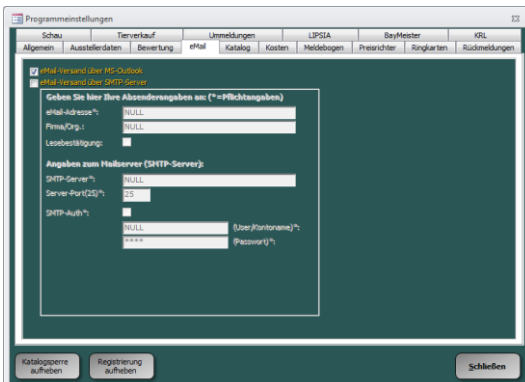 Programmeinstellungen
Schau Tierverkauf Ummeldungen LIPSIA BayMeister KRL
Allgemein Ausstellerdaten Bewertung eMail Katalog Kosten Meldebogen Preisrichter Ringkarten Rückmeldungen
eMail-Versand über MS-Outlook
eMail-Versand über SMTP-Server
Geben Sie hier Ihre Absenderangaben an: (*=Pflichtangaben)
eMail-Adresse*: NULL
Firma/Org.: NULL
Lesebestätigung:
Angaben zum Mailserver (SMTP-Server):
SMTP-Server*: NULL
Server-Port(25)*: 25
SMTP-Auth*:
NULL (User/Kontoname)*:
**** (Passwort)*:
Katalogsperre aufheben
Registrierung aufheben
Schließen